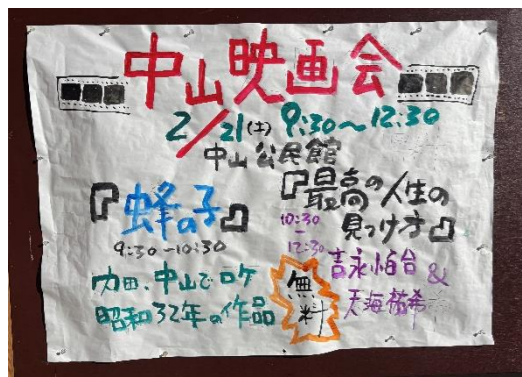 中山映画会
2/21(土) 9:30〜12:30
中山公民館
『蜂の子』
9:30〜10:30
内田、中山でロケ
昭和32年の作品
『最高の人生の
見つけ方』
10:30
〜
12:30
無料
吉永小百合 &
天海祐希